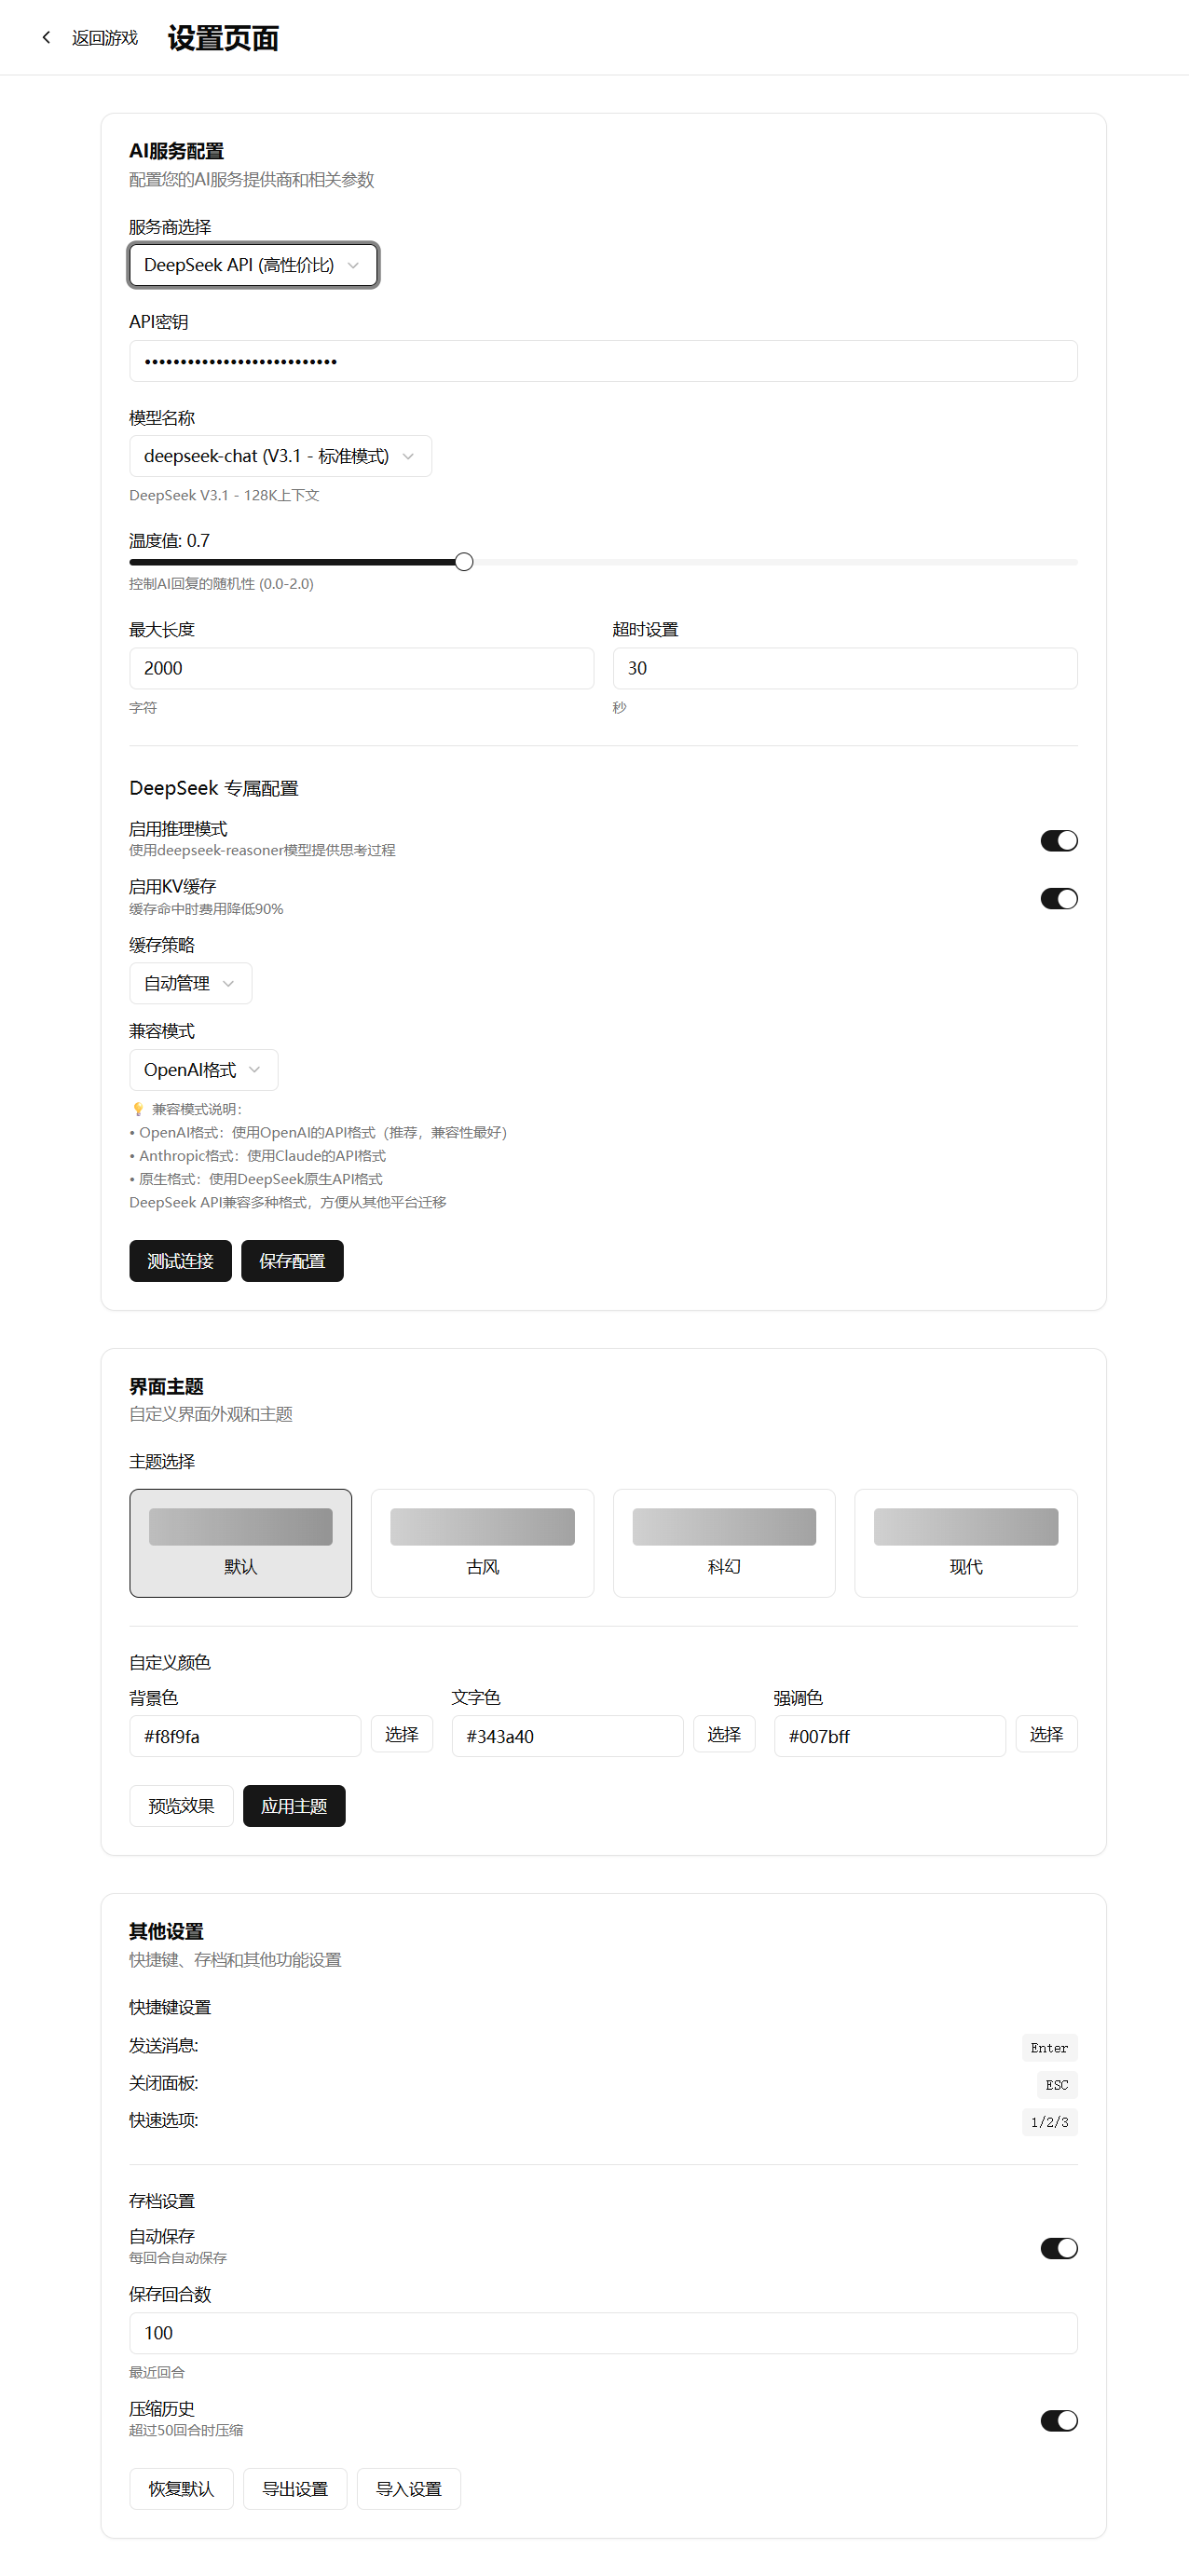 返回游戏
设置页面
AI服务配置
配置您的AI服务提供商和相关参数
服务商选择
DeepSeek API (高性价比)
API密钥
•••••••••••••••••••••••••••
模型名称
deepseek-chat (V3.1 - 标准模式)
DeepSeek V3.1 - 128K上下文
温度值: 0.7
控制AI回复的随机性 (0.0-2.0)
最大长度
2000
字符
超时设置
30
秒
DeepSeek 专属配置
启用推理模式
使用deepseek-reasoner模型提供思考过程
启用KV缓存
缓存命中时费用降低90%
缓存策略
自动管理
兼容模式
OpenAI格式
💡 兼容模式说明：
• OpenAI格式：使用OpenAI的API格式（推荐，兼容性最好）
• Anthropic格式：使用Claude的API格式
• 原生格式：使用DeepSeek原生API格式
DeepSeek API兼容多种格式，方便从其他平台迁移
测试连接
保存配置
界面主题
自定义界面外观和主题
主题选择
默认
古风
科幻
现代
自定义颜色
背景色
#f8f9fa
选择
文字色
#343a40
选择
强调色
#007bff
选择
预览效果
应用主题
其他设置
快捷键、存档和其他功能设置
快捷键设置
发送消息:
Enter
关闭面板:
ESC
快速选项:
1/2/3
存档设置
自动保存
每回合自动保存
保存回合数
100
最近回合
压缩历史
超过50回合时压缩
恢复默认
导出设置
导入设置